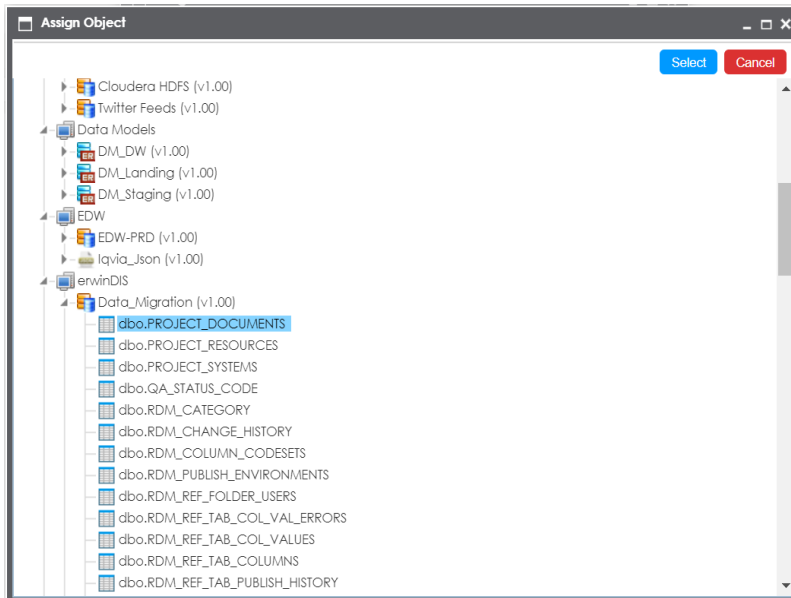 Assign Object
Select Cancel
Cloudera HDFS (v1.00)
Twitter Feeds (v1.00)
Data Models
DM_DW (v1.00)
DM_Landing (v1.00)
DM_Staging (v1.00)
EDW
EDW-PRD (v1.00)
Iqvia_Json (v1.00)
erwinDIS
Data_Migration (v1.00)
dbo.PROJECT_DOCUMENTS
dbo.PROJECT_RESOURCES
dbo.PROJECT_SYSTEMS
dbo.QA_STATUS_CODE
dbo.RDM_CATEGORY
dbo.RDM_CHANGE_HISTORY
dbo.RDM_COLUMN_CODESETS
dbo.RDM_PUBLISH_ENVIRONMENTS
dbo.RDM_REF_FOLDER_USERS
dbo.RDM_REF_TAB_COL_VAL_ERRORS
dbo.RDM_REF_TAB_COL_VALUES
dbo.RDM_REF_TAB_COLUMNS
dbo.RDM_REF_TAB_PUBLISH_HISTORY